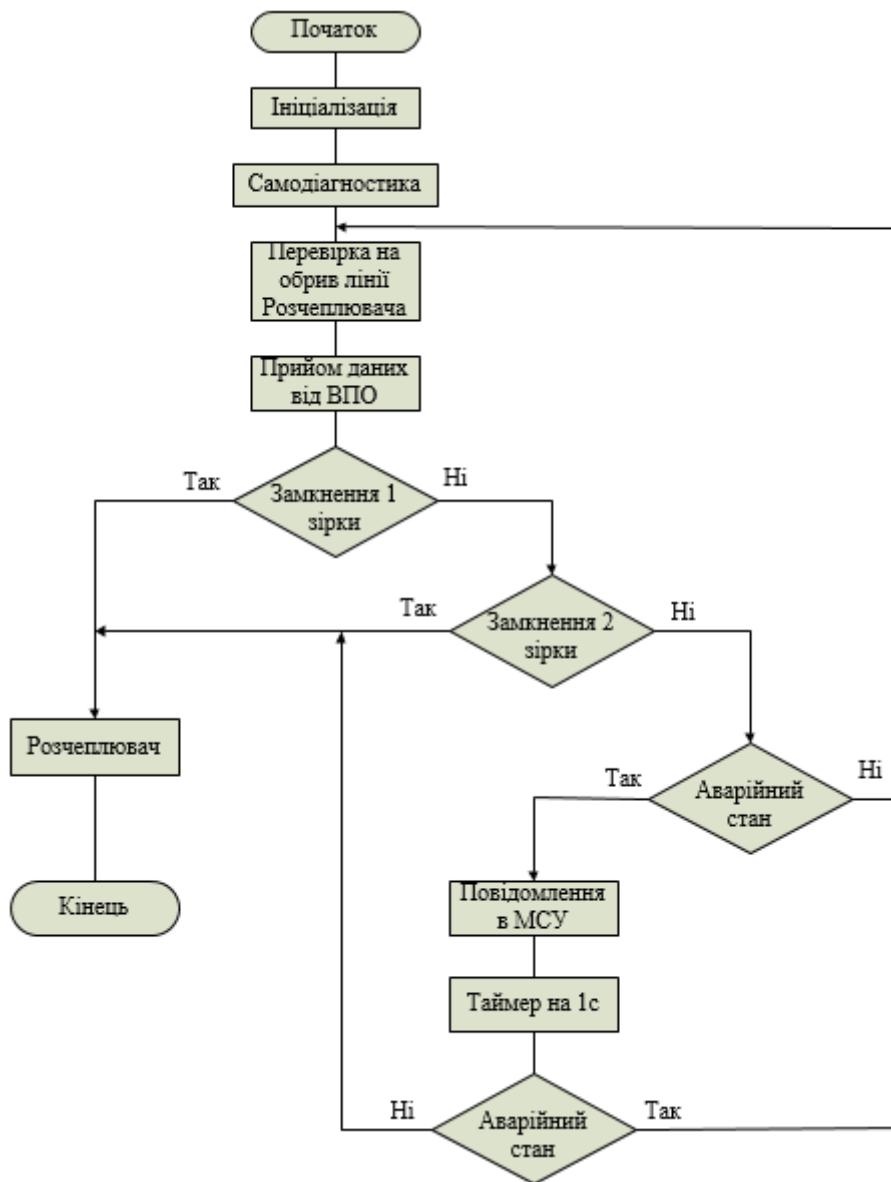 Початок
Ініціалізація
Самодіагностика
Перевірка на
обрив лінії
Розчеплювача
Прийом даних
від ВПО
Так
Замкнення 1
зірки
Ні
Так
Замкнення 2
зірки
Ні
Розчеплювач
Так
Аварійний
стан
Ні
Кінець
Повідомлення
в МСУ
Таймер на 1с
Ні
Аварійний
стан
Так